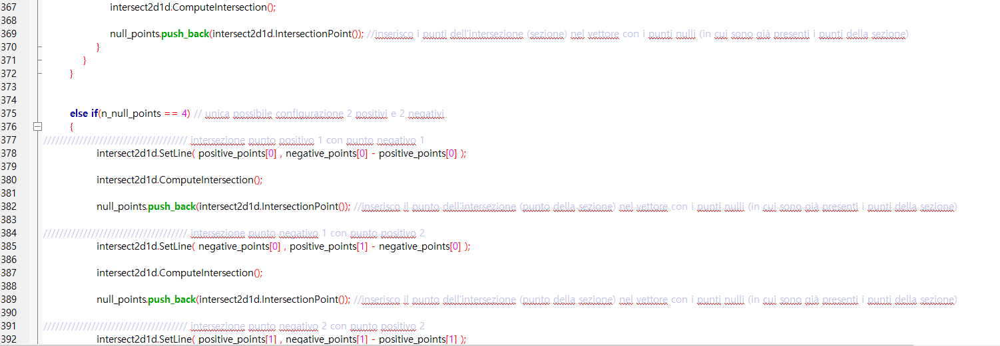 367 intersect2d1d.ComputeIntersection();
368
369 null_points.push_back(intersect2d1d.IntersectionPoint()); //inserisco i punti dell'intersezione (sezione) nel vettore con i punti nulli (in cui sono già presenti i punti della sezione)
370 }
371 }
372 }
373
374
375 else if(n_null_points == 4) // unica possibile configurazione 2 positivi e 2 negativi
376 {
377 //////////////////////////////////// intersezione punto positivo 1 con punto negativo 1
378 intersect2d1d.SetLine( positive_points[0] , negative_points[0] - positive_points[0] );
379
380 intersect2d1d.ComputeIntersection();
381
382 null_points.push_back(intersect2d1d.IntersectionPoint()); //inserisco il punto dell'intersezione (punto della sezione) nel vettore con i punti nulli (in cui sono già presenti i punti della sezione)
383
384 //////////////////////////////////// intersezione punto negativo 1 con punto positivo 2
385 intersect2d1d.SetLine( negative_points[0] , positive_points[1] - negative_points[0] );
386
387 intersect2d1d.ComputeIntersection();
388
389 null_points.push_back(intersect2d1d.IntersectionPoint()); //inserisco il punto dell'intersezione (punto della sezione) nel vettore con i punti nulli (in cui sono già presenti i punti della sezione)
390
391 //////////////////////////////////// intersezione punto negativo 2 con punto positivo 2
392 intersect2d1d.SetLine( positive_points[1] , negative_points[1] - positive_points[1] );